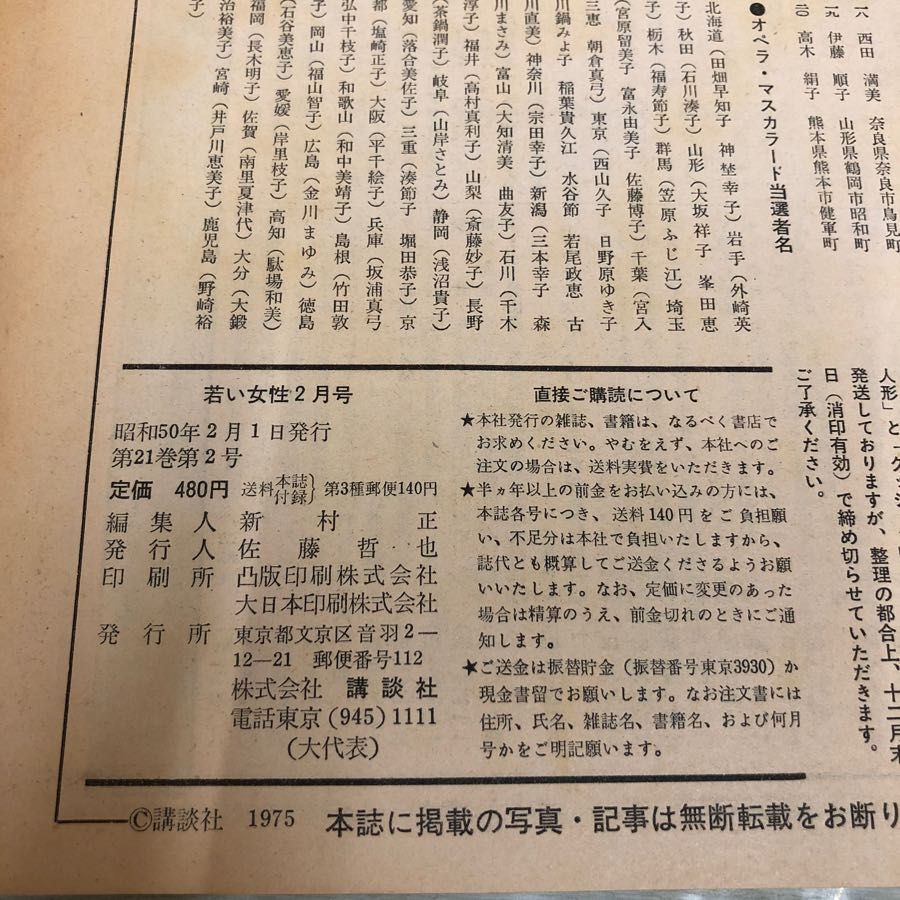 一八 西田 満美 奈良県奈良市鳥見町
一九 伊藤 順子 山形県鶴岡市昭和町
二〇 高木 絹子 熊本県熊本市健軍町
●オペラ・マスカラード当選者名
北海道（田畑早知子 神埜幸子）岩手（外崎英
子）秋田（石川湊子）山形（大坂祥子 峯田恵
子）栃木（福寿節子）群馬（笠原ふじ江）埼玉
（宮原留美子 富永由美子 佐藤博子）千葉（宮入
三恵 朝倉真弓）東京（西山久子 日野原ゆき子
川鍋みょ子 稲葉貴久江 水谷節 若尾政恵 古
川直美）神奈川（宗田幸子）新潟（三本幸子 森
川まさみ）富山（大知清美 曲友子）石川（千木
淳子）福井（高村真利子）山梨（斎藤妙子）長野
（茶鍋潤子）岐阜（山岸さとみ）静岡（浅沼貴子）
愛知（落合美佐子）三重（湊節子 堀田恭子）京
都（塩崎正子）大阪（平千絵子）兵庫（坂浦真弓
弘中千枝子）和歌山（和中美靖子）島根（竹田敦
子）岡山（福山智子）広島（金川まゆみ）徳島
（石谷美恵子）愛媛（岸里枝子）高知（駄場和美）
福岡（長木明子）佐賀（南里夏津代）大分（大鍛
治裕美子）宮崎（井戸川恵美子）鹿児島（野崎裕
子）
人形」と「
発送しておりますが、整理の都合上、十二月末
日（消印有効）で締め切らせていただきます。
ご了承ください。
若い女性2月号
昭和50年2月1日発行
第21巻第2号
定価 480円 送料 本誌付録} 第3種郵便140円
編集人 新村正
発行人 佐藤哲也
印刷所 凸版印刷株式会社
大日本印刷株式会社
発行所 東京都文京区音羽2—
12—21 郵便番号112
株式会社 講談社
電話東京（945）1111
（大代表）
直接ご購読について
★本社発行の雑誌、書籍は、なるべく書店で
お求めください。やむをえず、本社へのご
注文の場合は、送料実費をいただきます。
★半ヵ年以上の前金をお払い込みの方には、
本誌各号につき、送料140円をご負担願
い、不足分は本社で負担いたしますから、
誌代とも概算してご送金くださるようお願
いいたします。なお、定価に変更のあった
場合は精算のうえ、前金切れのときにご通
知します。
★ご送金は振替貯金（振替番号東京3930）か
現金書留でお願いします。なお注文書には
住所、氏名、雑誌名、書籍名、および何月
号かをご明記願います。
©講談社 1975 本誌に掲載の写真・記事は無断転載をお断り